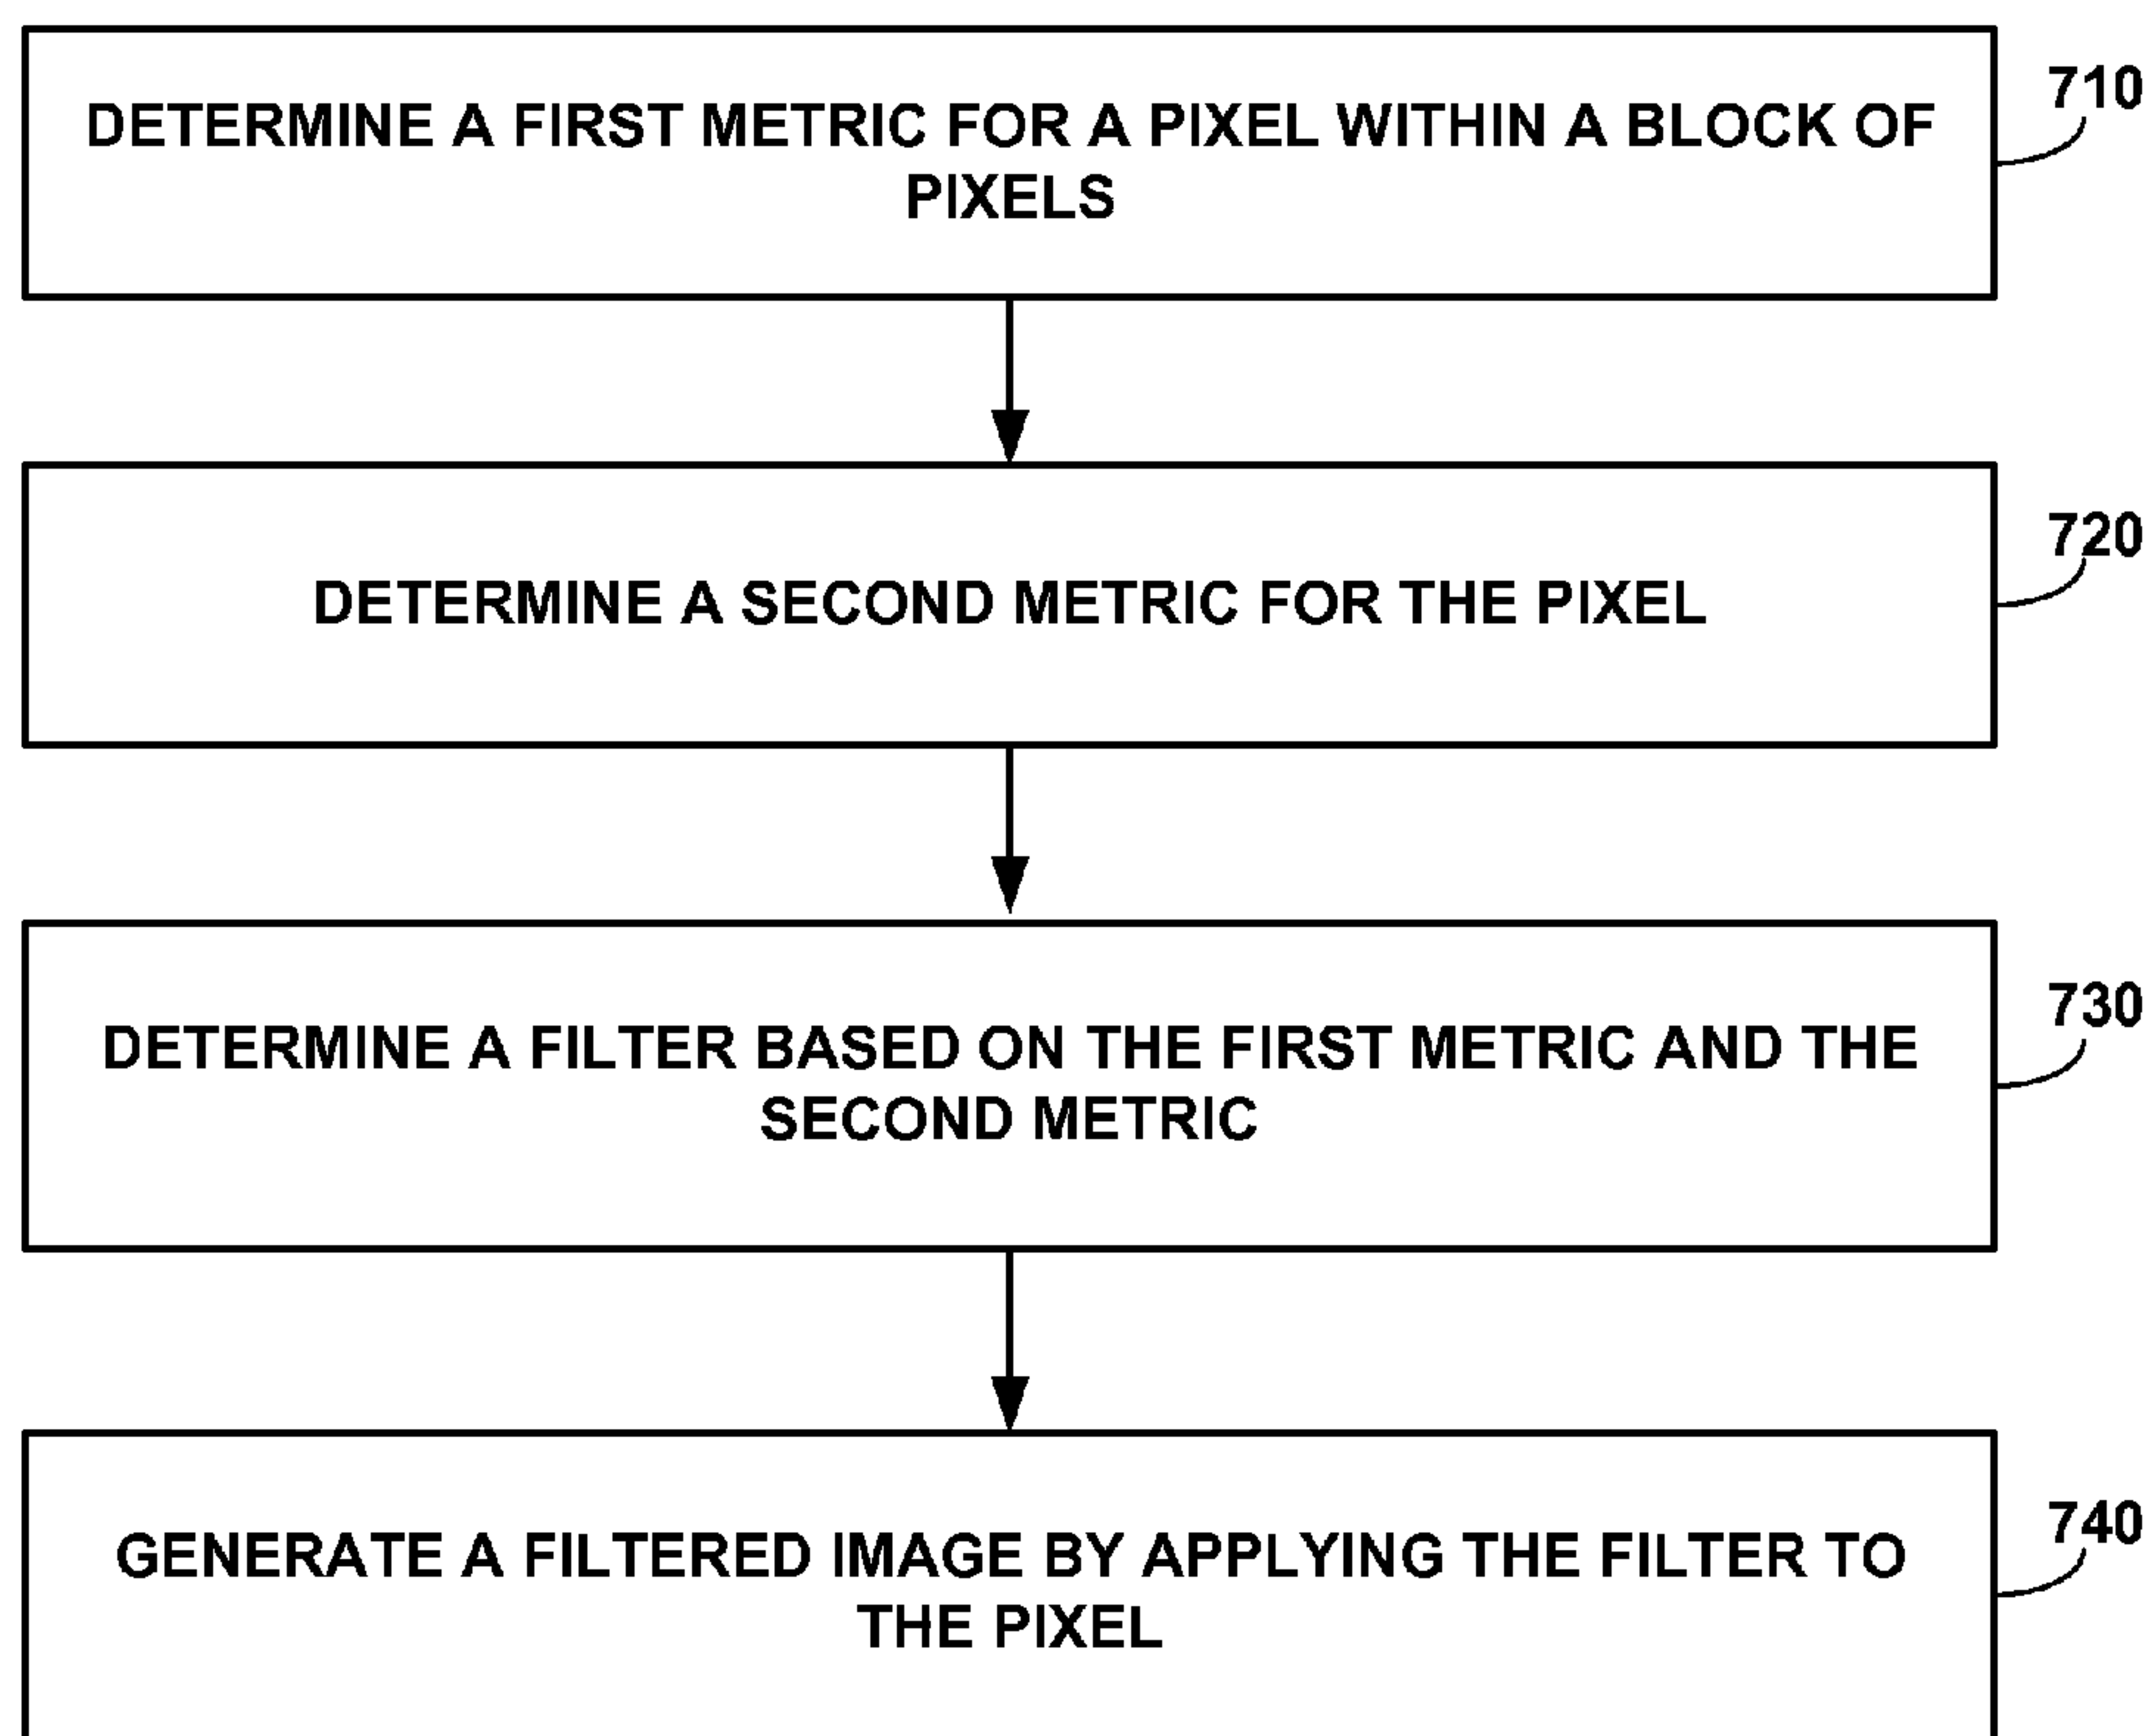 710
DETERMINE A FIRST METRIC FOR A PIXEL WITHIN A BLOCK OF
PIXELS
720
DETERMINE A SECOND METRIC FOR THE PIXEL
730
DETERMINE A FILTER BASED ON THE FIRST METRIC AND THE
SECOND METRIC
740
GENERATE A FILTERED IMAGE BY APPLYING THE FILTER TO
THE PIXEL